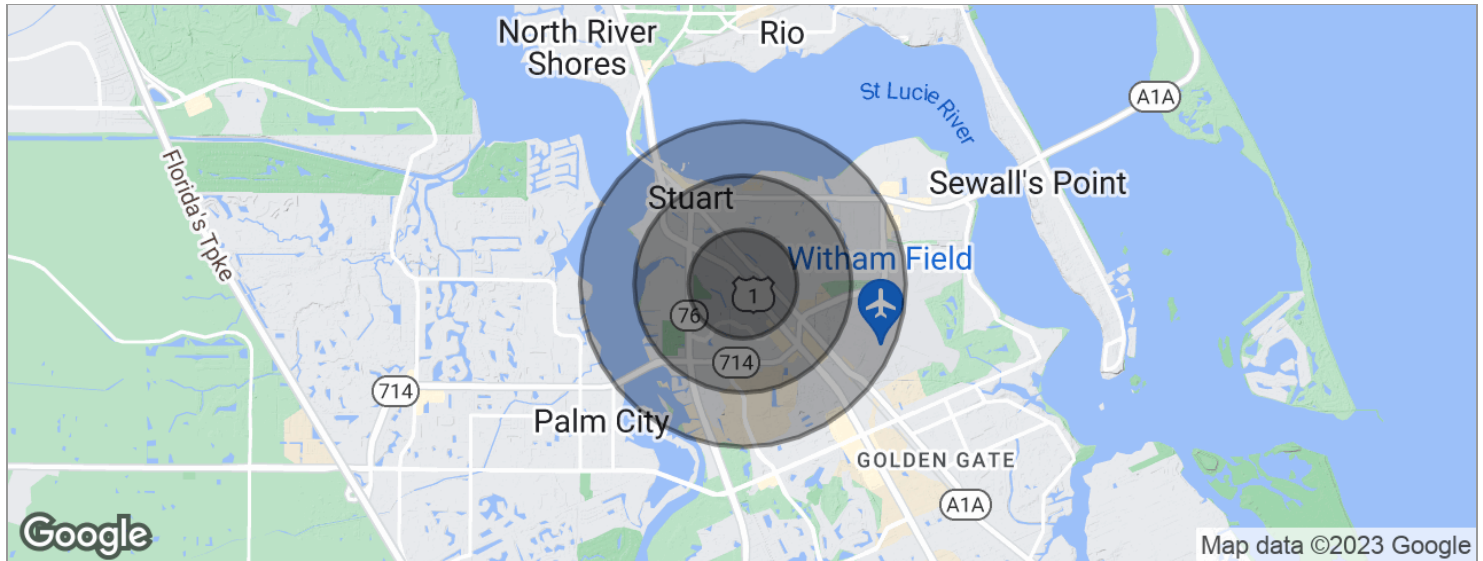 North River
Shores
Rio
St Lucie River
A1A
Florida's Tpke
Stuart
Sewall's Point
Witham Field
1
76
714
714
Palm City
GOLDEN GATE
A1A
Google
Map data ©2023 Google